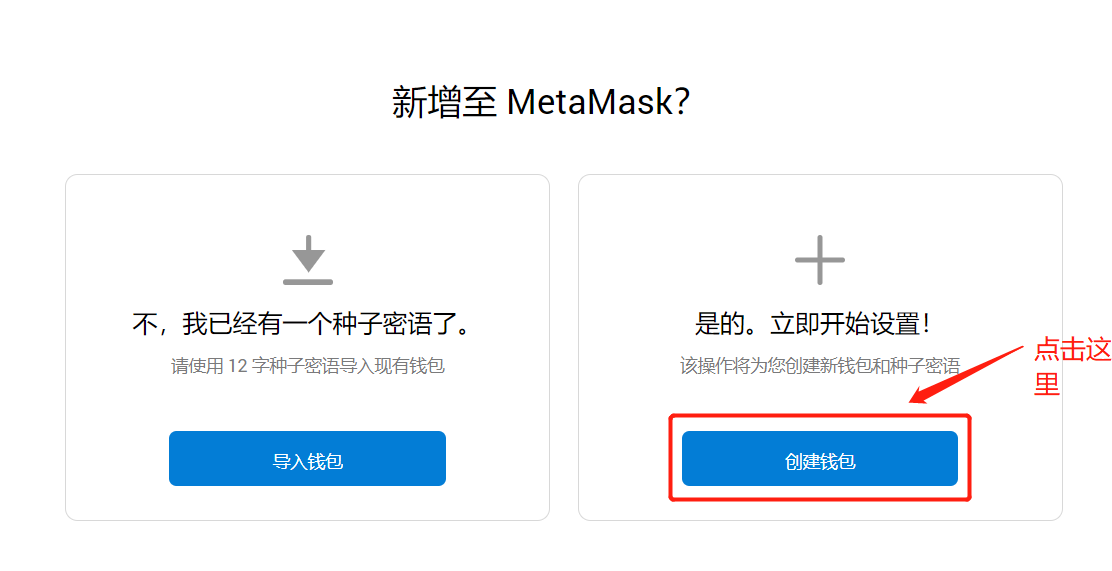 新增至 MetaMask？
不，我已经有一个种子密语了。
请使用 12 字种子密语导入现有钱包
导入钱包
是的。立即开始设置！
该操作将为您创建新钱包和种子密语
创建钱包
点击这
里